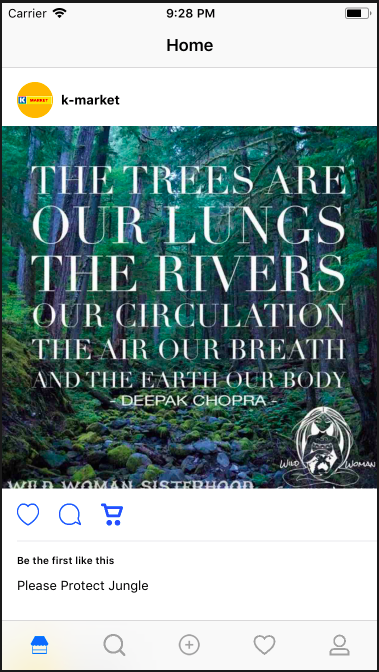 Carrier 9:28 PM
Home
K MARKET
k-market
THE TREES ARE
OUR LUNGS
THE RIVERS
OUR CIRCULATION
THE AIR OUR BREATH
AND THE EARTH OUR BODY
- DEEPAK CHOPRA -
WILD WOMAN
WILD WOMAN SISTERHOOD
Be the first like this
Please Protect Jungle